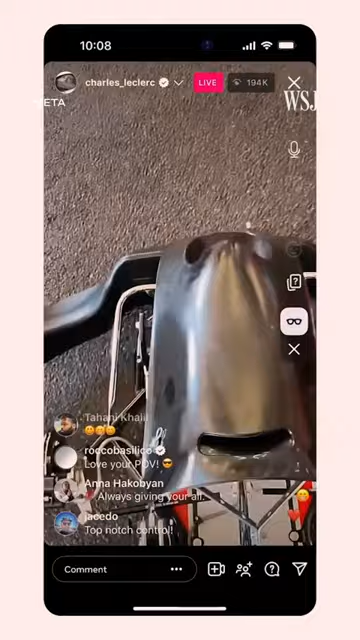 10:08
charles_leclerc LIVE 194K
META
WSJ
Tahani Khalil
😊😊😊
roccobasilico
Love your POV! 😎
Anna Hakobyan
Always giving your all.
jacedo
Top notch control!
Comment